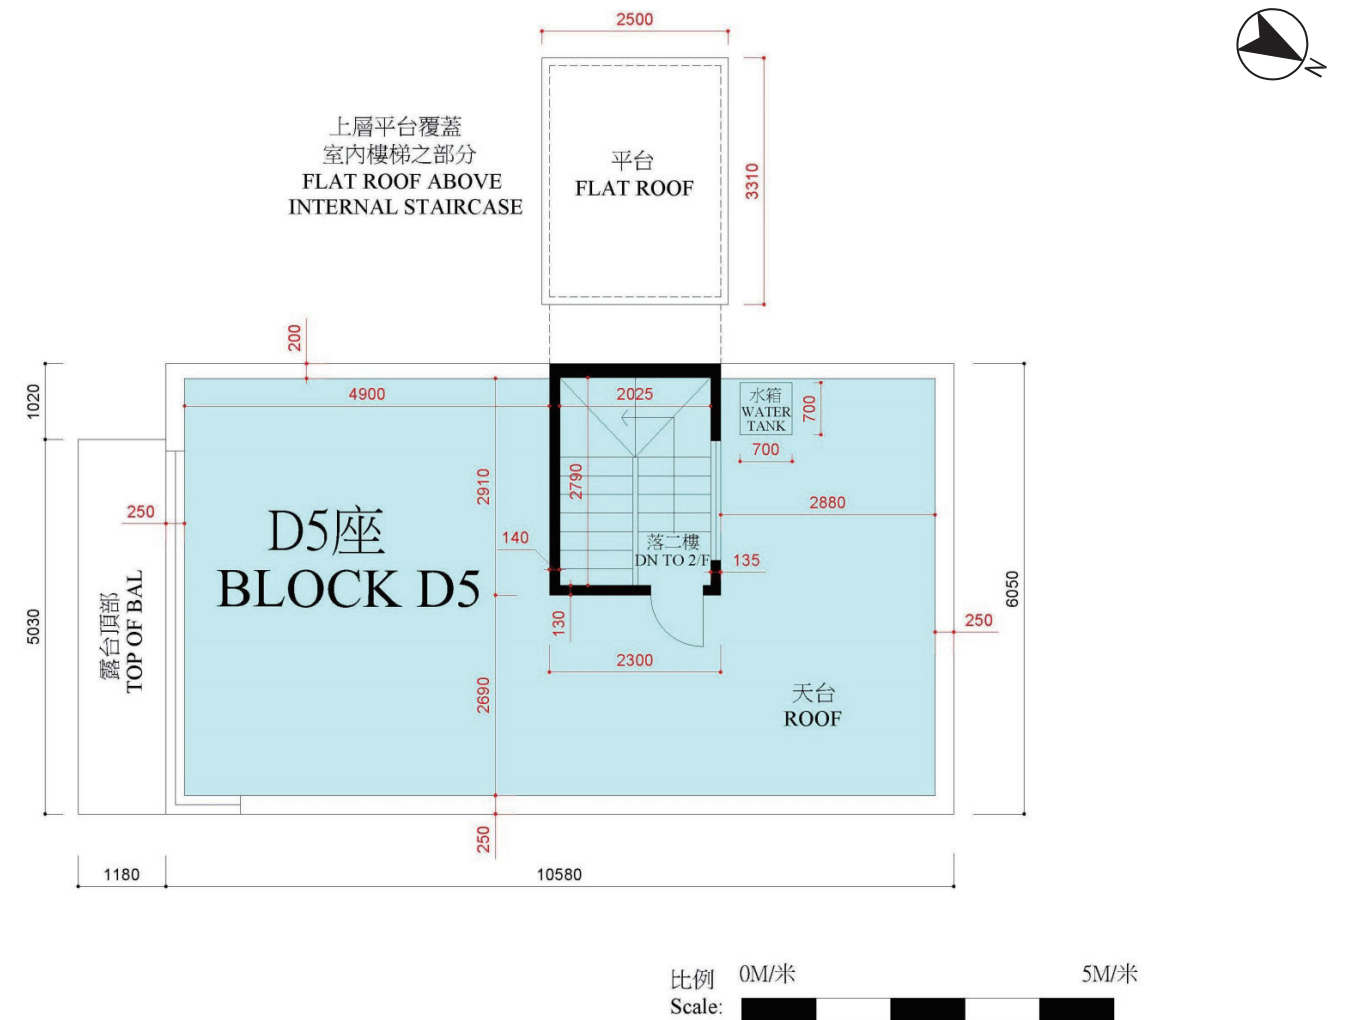 2500
N
上層平台覆蓋
室內樓梯之部分
FLAT ROOF ABOVE
INTERNAL STAIRCASE
平台
FLAT ROOF
3310
200
1020
4900
2025
水箱
WATER
TANK
700
700
2910
2790
2880
250
D5座
BLOCK D5
140
落二樓
DN TO 2/F
135
露台頂部
TOP OF BAL
5030
130
6050
250
2300
2690
天台
ROOF
250
1180
10580
比例
Scale:
0M/米
5M/米